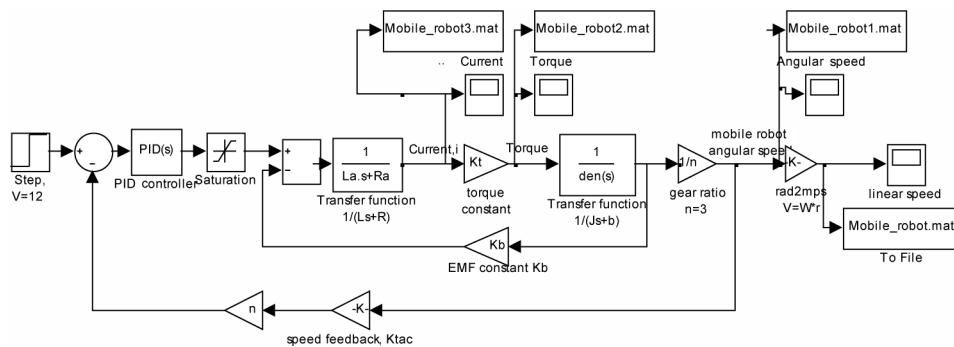 Mobile_robot3.mat
Mobile_robot2.mat
Mobile_robot1.mat
..
Current
Torque
Angular speed
Step,
V=12
+
−
PID(s)
PID controller
Saturation
+
−
1
La.s+Ra
Transfer function
1/(Ls+R)
Current,i
Kt
torque
constant
Torque
1
den(s)
Transfer function
1/(Js+b)
1/n
gear ratio
n=3
mobile robot
angular speed
-K-
rad2mps
V=W*r
linear speed
Mobile_robot.mat
To File
Kb
EMF constant Kb
n
-K-
speed feedback, Ktac